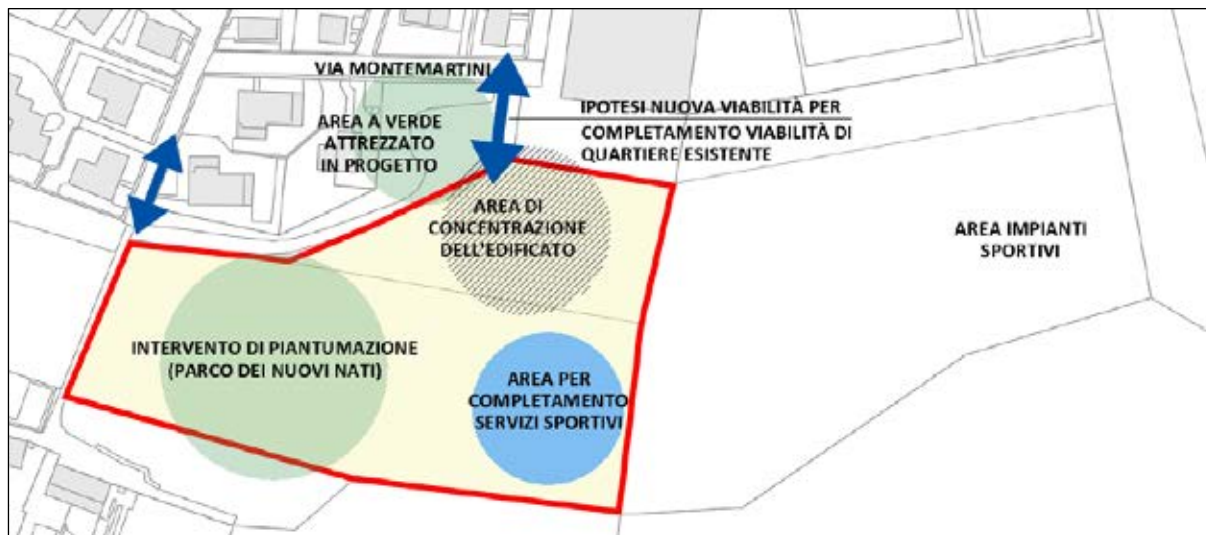 VIA MONTEMARTINI
AREA A VERDE
ATTREZZATO
IN PROGETTO
IPOTESI NUOVA VIABILITÀ PER
COMPLETAMENTO VIABILITÀ DI
QUARTIERE ESISTENTE
AREA DI
CONCENTRAZIONE
DELL'EDIFICATO
AREA IMPIANTI
SPORTIVI
INTERVENTO DI PIANTUMAZIONE
(PARCO DEI NUOVI NATI)
AREA PER
COMPLETAMENTO
SERVIZI SPORTIVI